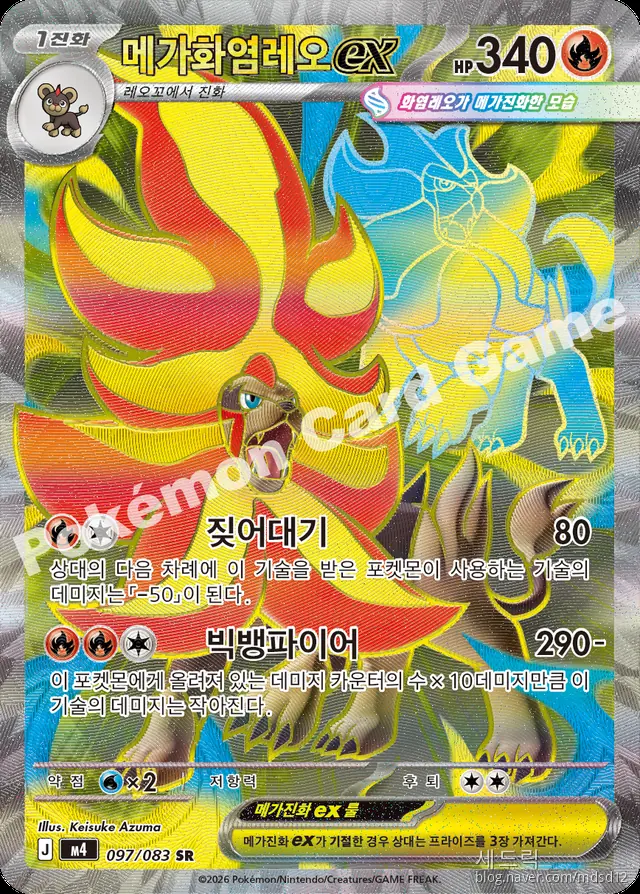 1진화
메가화염레오 ex
HP 340
레오꼬에서 진화
화염레오가 메가진화한 모습
Pokémon Card Game
짖어대기 80
상대의 다음 차례에 이 기술을 받은 포켓몬이 사용하는 기술의
데미지는 「-50」이 된다.
빅뱅파이어 290-
이 포켓몬에게 올려져 있는 데미지 카운터의 수 × 10데미지만큼 이
기술의 데미지는 작아진다.
약점 ×2 저항력 후퇴
메가진화 ex 룰
메가진화 ex가 기절한 경우 상대는 프라이즈를 3장 가져간다.
Illus. Keisuke Azuma
J m4 097/083 SR
©2026 Pokémon/Nintendo/Creatures/GAME FREAK.
세드림
blog.naver.com/mdsd12